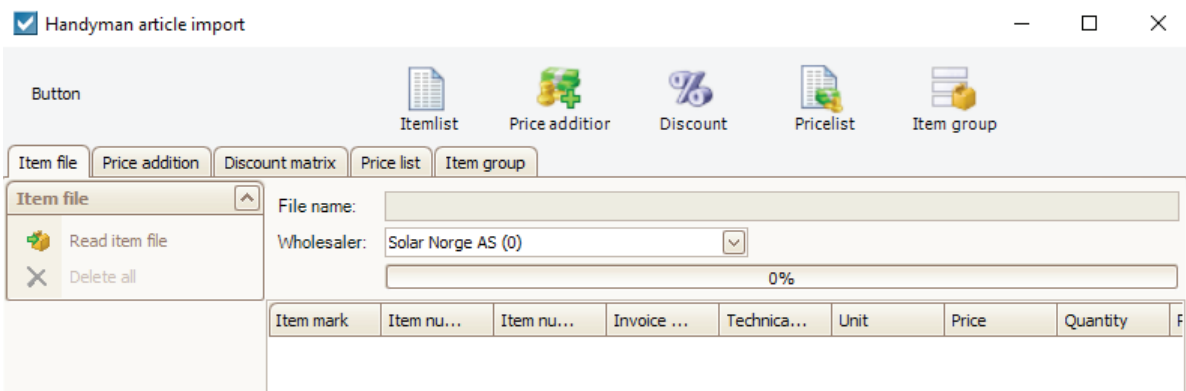 Handyman article import
Button
Itemlist Price additior Discount Pricelist Item group
Item file Price addition Discount matrix Price list Item group
Item file
File name:
Read item file
Wholesaler: Solar Norge AS (0)
Delete all
0%
Item mark Item nu... Item nu... Invoice ... Technica... Unit Price Quantity